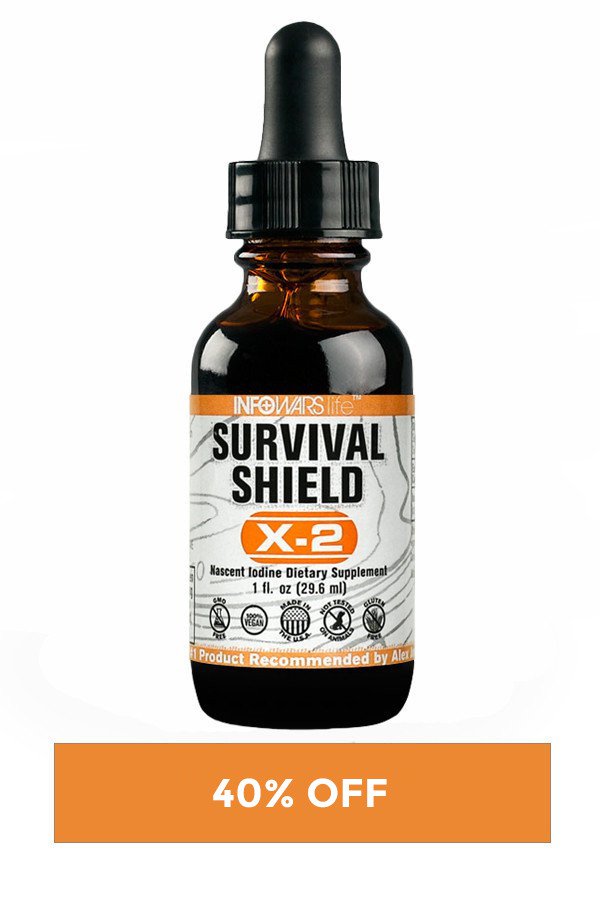 INFOWARS life™
SURVIVAL
SHIELD
X-2
Nascent Iodine Dietary Supplement
1 fl. oz (29.6 ml)
GMO
FREE
100%
VEGAN
MADE IN
THE U.S.A.
NOT TESTED
ON ANIMALS
GLUTEN
FREE
#1 Product Recommended by Alex
40% OFF